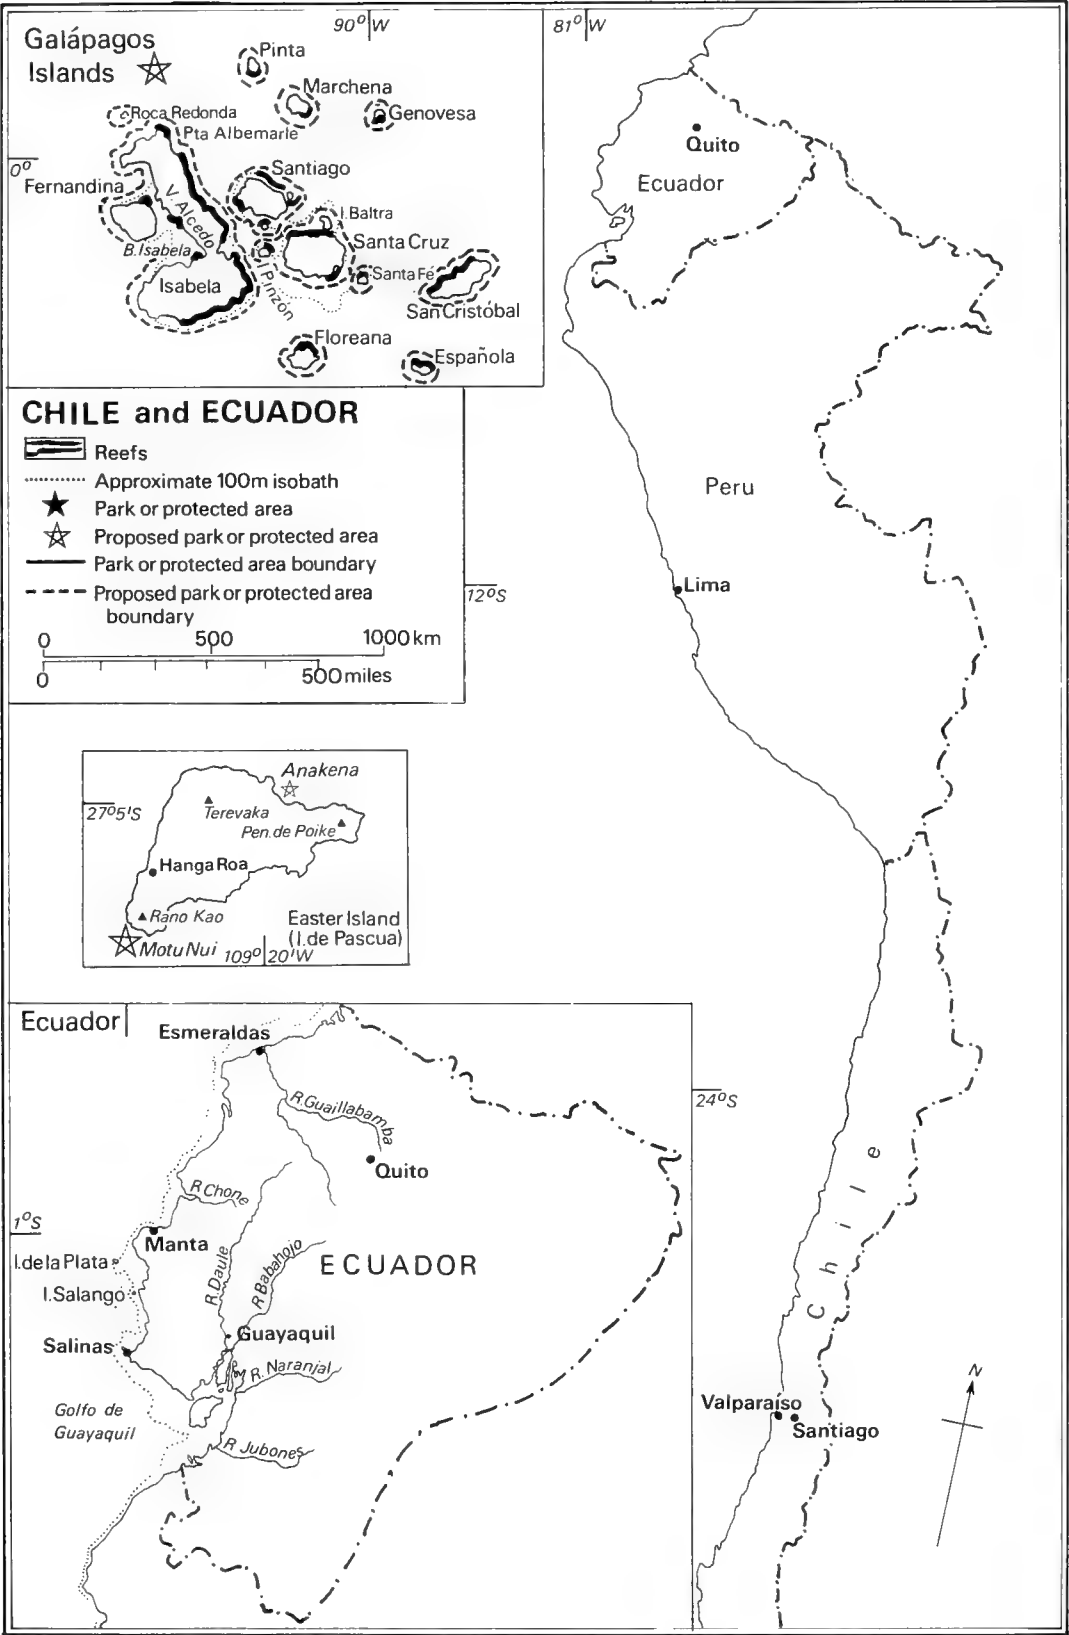 Galápagos
Islands
90° W
81° W
Pinta
Marchena
Genovesa
Roca Redonda
Pta Albemarle
0°
Santiago
Fernandina
V. Alcedo
I. Baltra
Santa Cruz
B. Isabela
Santa Fé
Isabela
I Pinzón
San Cristóbal
Floreana
Española
Quito
Ecuador
CHILE and ECUADOR
Reefs
Approximate 100m isobath
Park or protected area
Proposed park or protected area
Park or protected area boundary
Proposed park or protected area
boundary
0 500 1000 km
0 500 miles
Peru
12°S
Lima
Anakena
27°5'S
Terevaka
Pen. de Poike
Hanga Roa
Rano Kao
Easter Island
(I. de Pascua)
Motu Nui
109° 20'W
Ecuador
Esmeraldas
R. Guaillabamba
Quito
R Chone
1°S
Manta
I. de la Plata
I. Salango
R. Daule
R Babahojo
ECUADOR
Salinas
Guayaquil
R. Naranjal
Golfo de
Guayaquil
R. Jubones
24°S
Chile
N
Valparaiso
Santiago